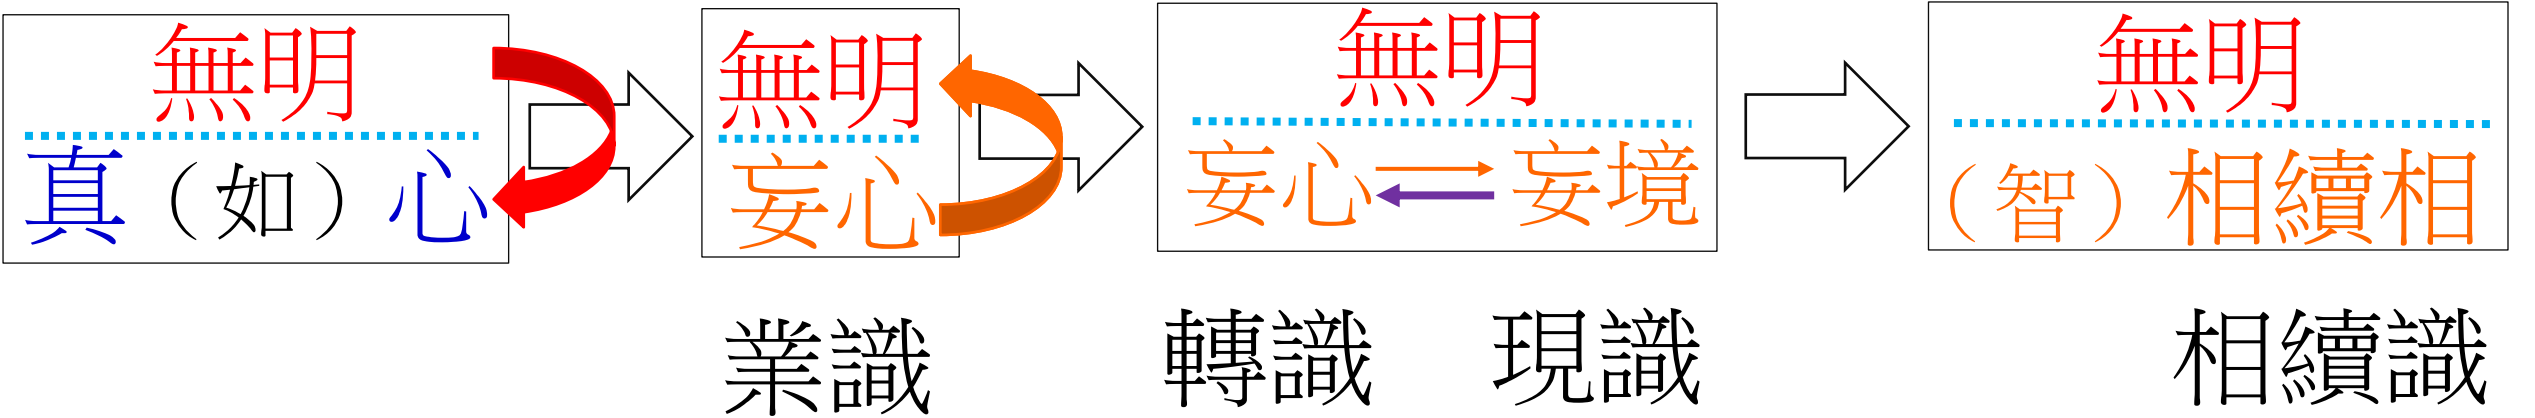 無明
真（如）心
無明
妄心
無明
妄心 妄境
無明
（智）相續相
業識
轉識 現識
相續識